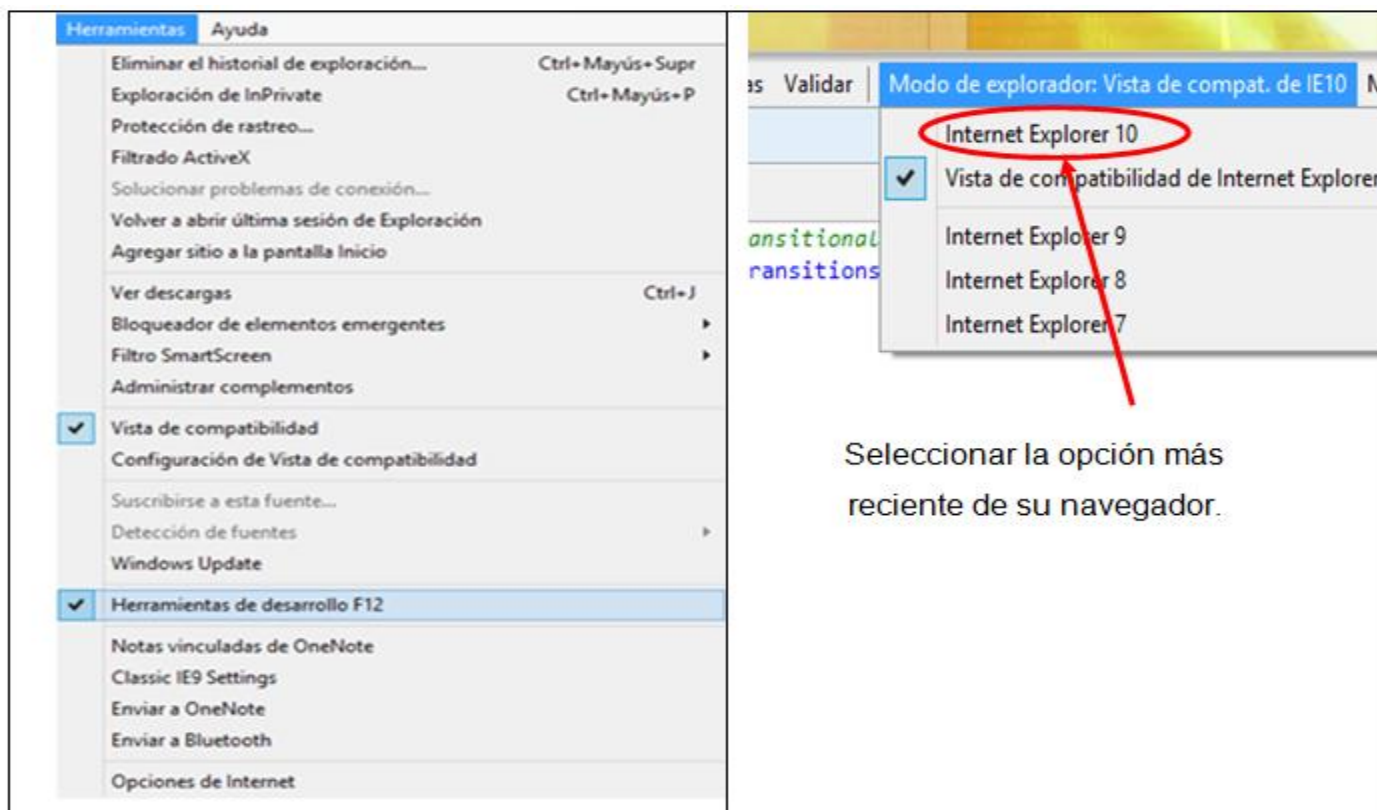 Herramientas Ayuda
Eliminar el historial de exploración... Ctrl+Mayús+Supr
Exploración de InPrivate Ctrl+Mayús+P
Protección de rastreo...
Filtrado ActiveX
Solucionar problemas de conexión...
Volver a abrir última sesión de Exploración
Agregar sitio a la pantalla Inicio
Ver descargas Ctrl+J
Bloqueador de elementos emergentes
Filtro SmartScreen
Administrar complementos
Vista de compatibilidad
Configuración de Vista de compatibilidad
Suscribirse a esta fuente...
Detección de fuentes
Windows Update
Herramientas de desarrollo F12
Notas vinculadas de OneNote
Classic IE9 Settings
Enviar a OneNote
Enviar a Bluetooth
Opciones de Internet
as Validar Modo de explorador: Vista de compat. de IE10
Internet Explorer 10
Vista de compatibilidad de Internet Explorer
ansitional
ransitions
Internet Explorer 9
Internet Explorer 8
Internet Explorer 7
Seleccionar la opción más
reciente de su navegador.